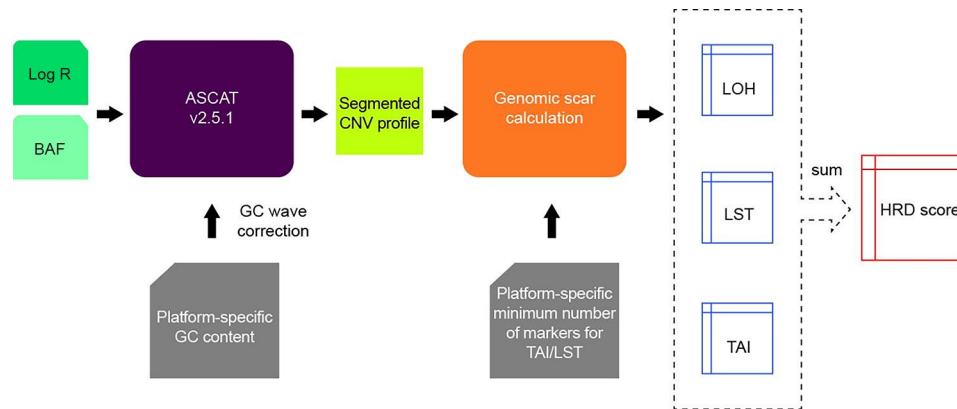 Log R
BAF
ASCAT
v2.5.1
Segmented
CNV profile
Genomic scar
calculation
LOH
LST
TAI
sum
HRD score
GC wave
correction
Platform-specific
GC content
Platform-specific
minimum number
of markers for
TAI/LST